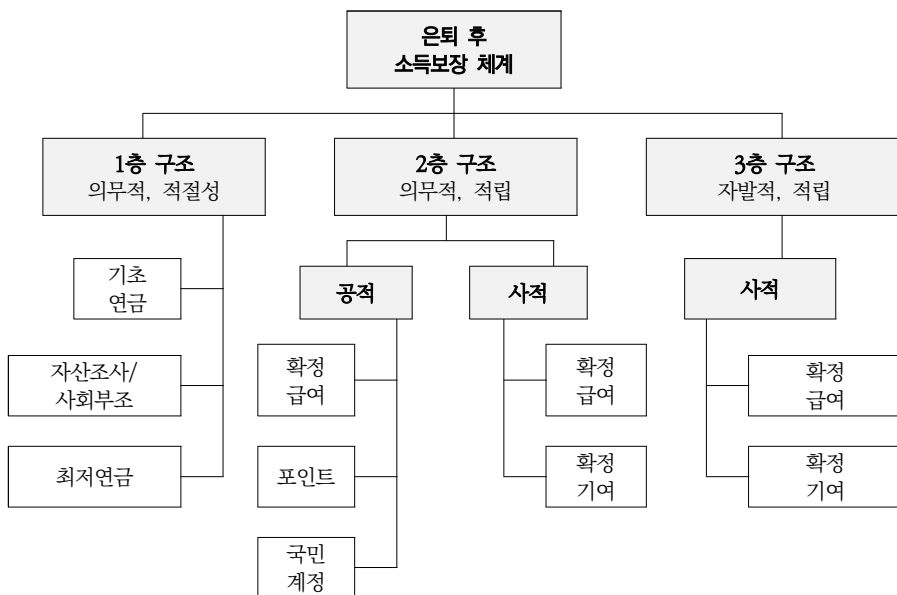 은퇴 후
소득보장 체계
1층 구조
의무적, 적절성
2층 구조
의무적, 적립
3층 구조
자발적, 적립
기초
연금
자산조사/
사회부조
최저연금
공적
확정
급여
포인트
국민
계정
사적
확정
급여
확정
기여
사적
확정
급여
확정
기여